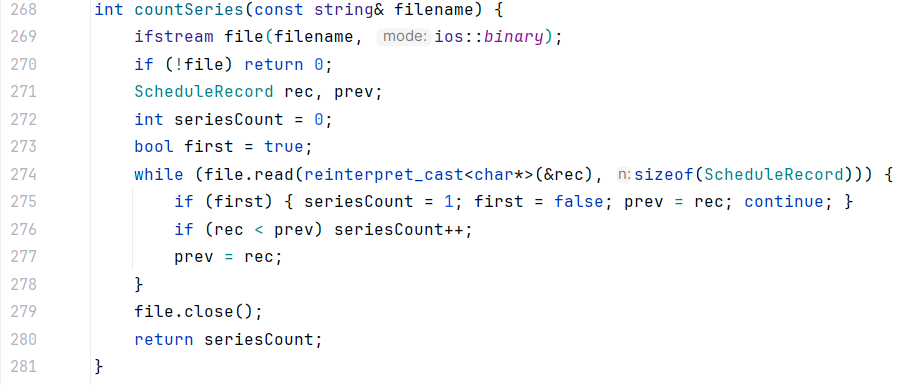 268 int countSeries(const string& filename) {
269     ifstream file(filename, mode: ios::binary);
270     if (!file) return 0;
271     ScheduleRecord rec, prev;
272     int seriesCount = 0;
273     bool first = true;
274     while (file.read(reinterpret_cast<char*>(&rec), n: sizeof(ScheduleRecord))) {
275         if (first) { seriesCount = 1; first = false; prev = rec; continue; }
276         if (rec < prev) seriesCount++;
277         prev = rec;
278     }
279     file.close();
280     return seriesCount;
281 }